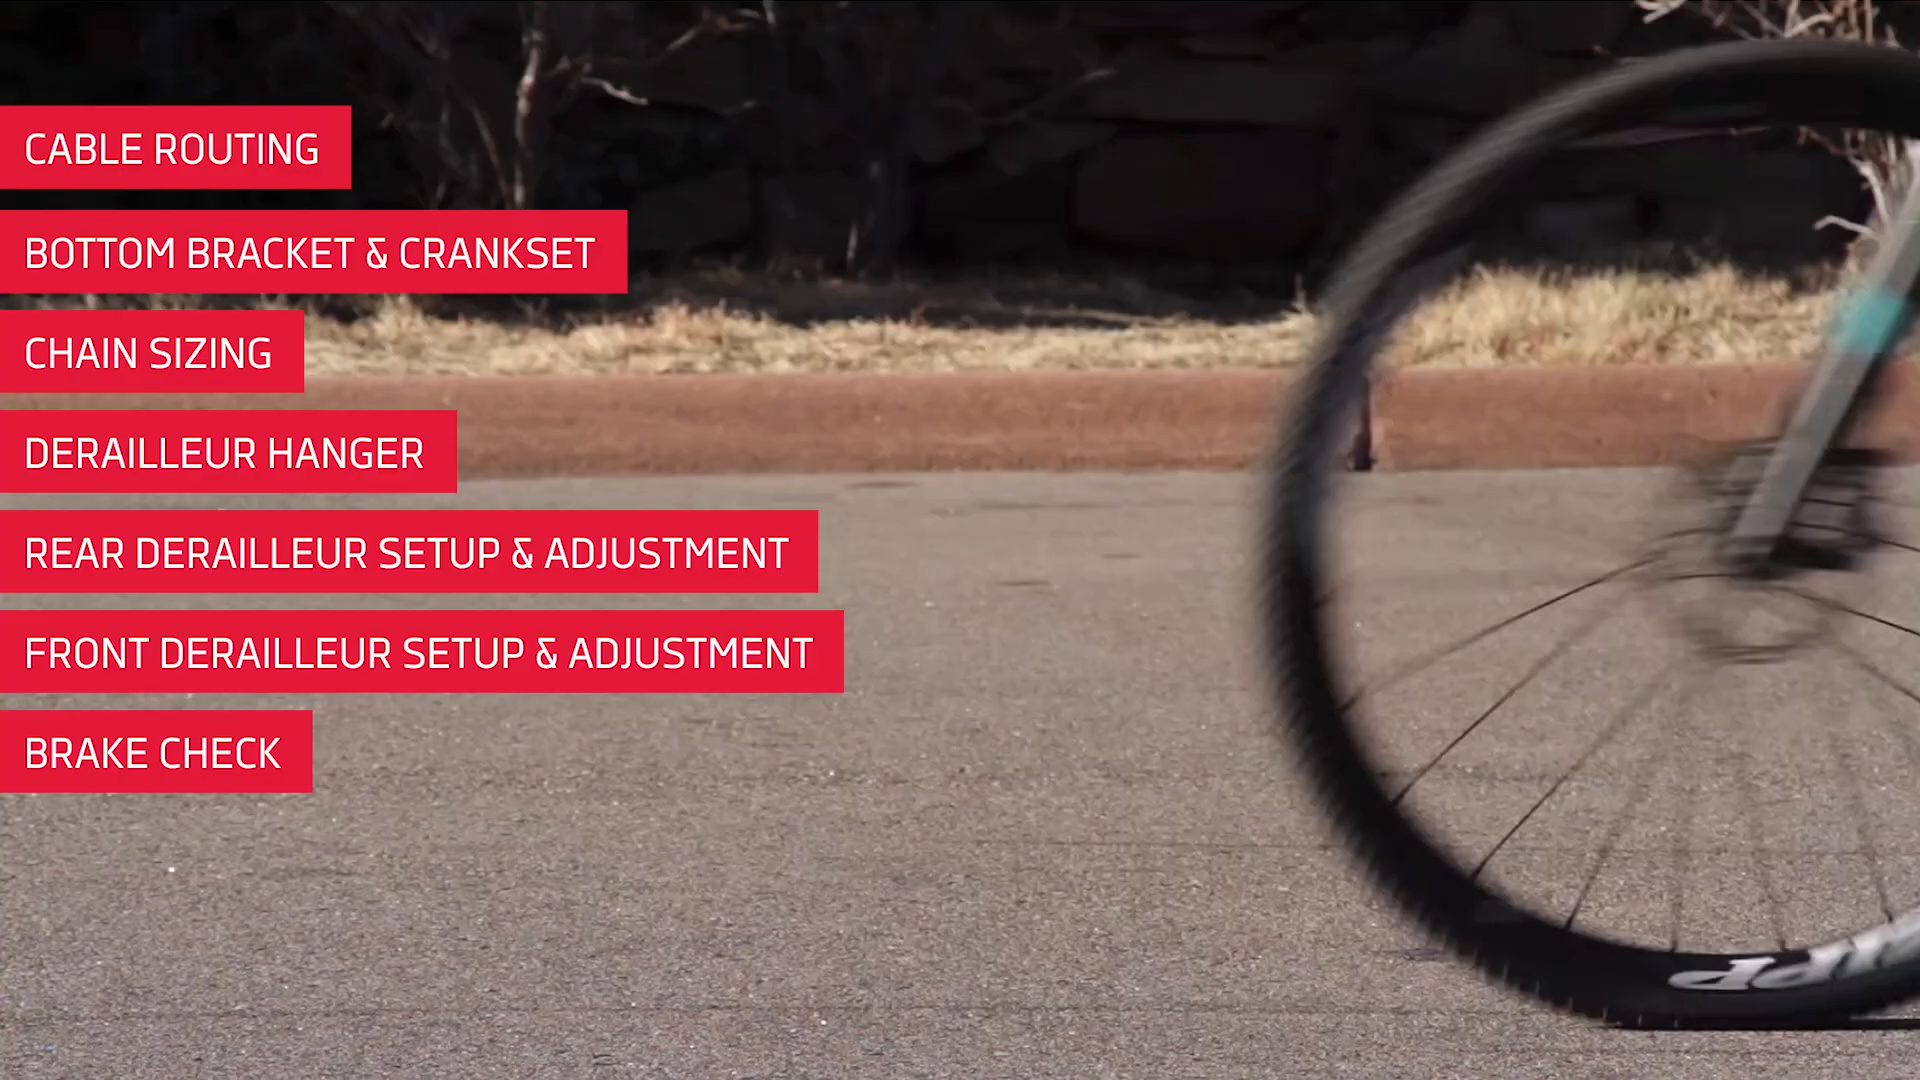 CABLE ROUTING
BOTTOM BRACKET & CRANKSET
CHAIN SIZING
DERAILLEUR HANGER
REAR DERAILLEUR SETUP & ADJUSTMENT
FRONT DERAILLEUR SETUP & ADJUSTMENT
BRAKE CHECK